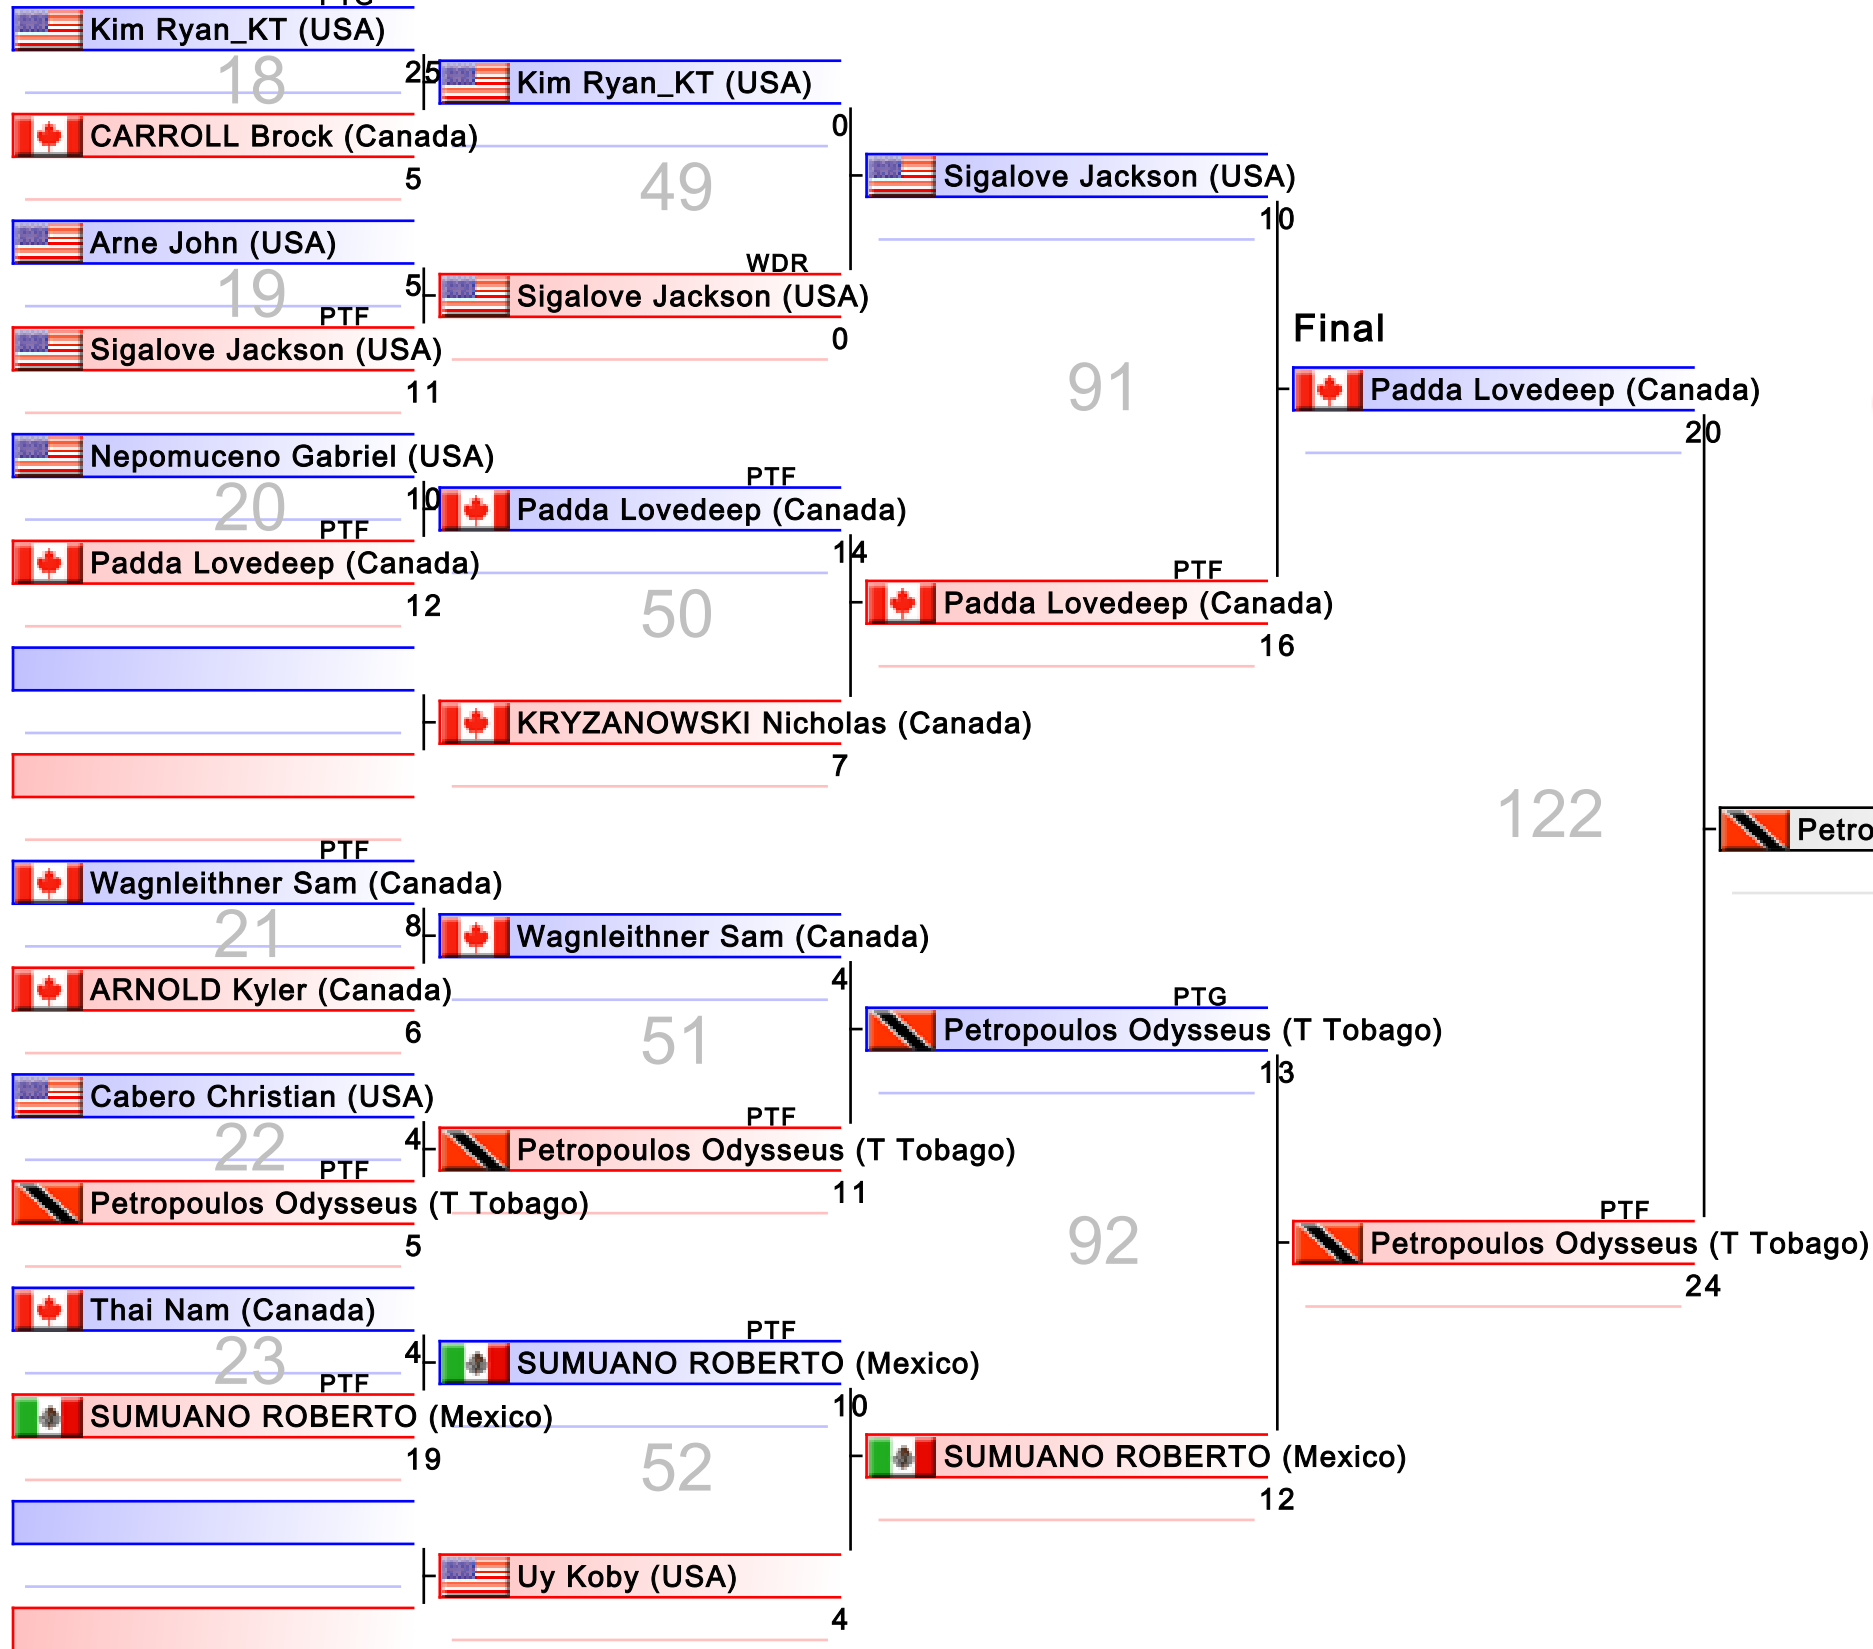 PTG
Kim Ryan_KT (USA)
18
25
CARROLL Brock (Canada)
5
Arne John (USA)
19
5
PTF
Sigalove Jackson (USA)
11
Nepomuceno Gabriel (USA)
20
10
PTF
Padda Lovedeep (Canada)
12
PTF
Wagnleithner Sam (Canada)
21
8
ARNOLD Kyler (Canada)
6
Cabero Christian (USA)
22
4
PTF
Petropoulos Odysseus (T Tobago)
5
Thai Nam (Canada)
23
4
PTF
SUMUANO ROBERTO (Mexico)
19
Kim Ryan_KT (USA)
0
49
WDR
Sigalove Jackson (USA)
0
PTF
Padda Lovedeep (Canada)
14
50
KRYZANOWSKI Nicholas (Canada)
7
Wagnleithner Sam (Canada)
4
51
PTF
Petropoulos Odysseus (T Tobago)
11
PTF
SUMUANO ROBERTO (Mexico)
10
52
Uy Koby (USA)
4
Sigalove Jackson (USA)
10
91
PTF
Padda Lovedeep (Canada)
16
PTG
Petropoulos Odysseus (T Tobago)
13
92
SUMUANO ROBERTO (Mexico)
12
Final
Padda Lovedeep (Canada)
20
122
PTF
Petropoulos Odysseus (T Tobago)
24
Petro